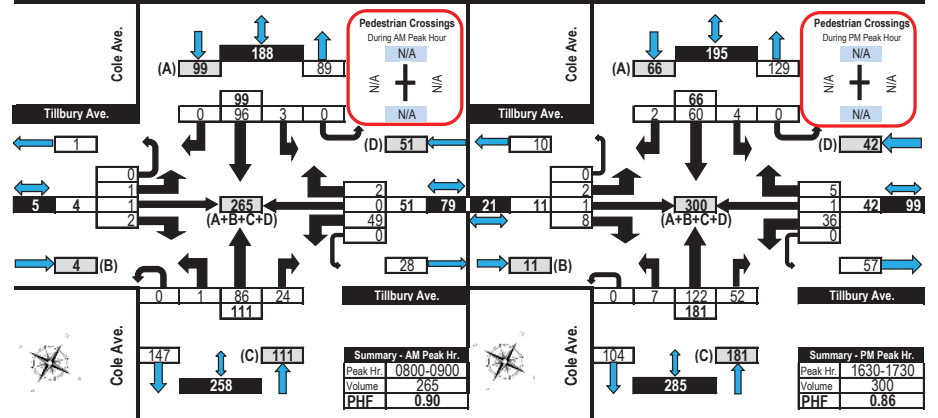 Cole Ave.
188
(A) 99
89
Pedestrian Crossings
During AM Peak Hour
N/A
N/A
N/A
N/A
99
0 96 3 0
Tillbury Ave.
1
(D) 51
0
1
1
2
5 4
265
(A+B+C+D)
2
0
49
0
51 79
4 (B)
28
0 1 86 24
111
Tillbury Ave.
Cole Ave.
147
(C) 111
258
Summary - AM Peak Hr.
Peak Hr. 0800-0900
Volume 265
PHF 0.90
Cole Ave.
195
(A) 66
129
Pedestrian Crossings
During PM Peak Hour
N/A
N/A
N/A
N/A
66
2 60 4 0
10
(D) 42
0
2
1
8
21 11
300
(A+B+C+D)
5
1
36
0
42 99
11 (B)
57
0 7 122 52
181
Tillbury Ave.
Cole Ave.
104
(C) 181
285
Summary - PM Peak Hr.
Peak Hr. 1630-1730
Volume 300
PHF 0.86